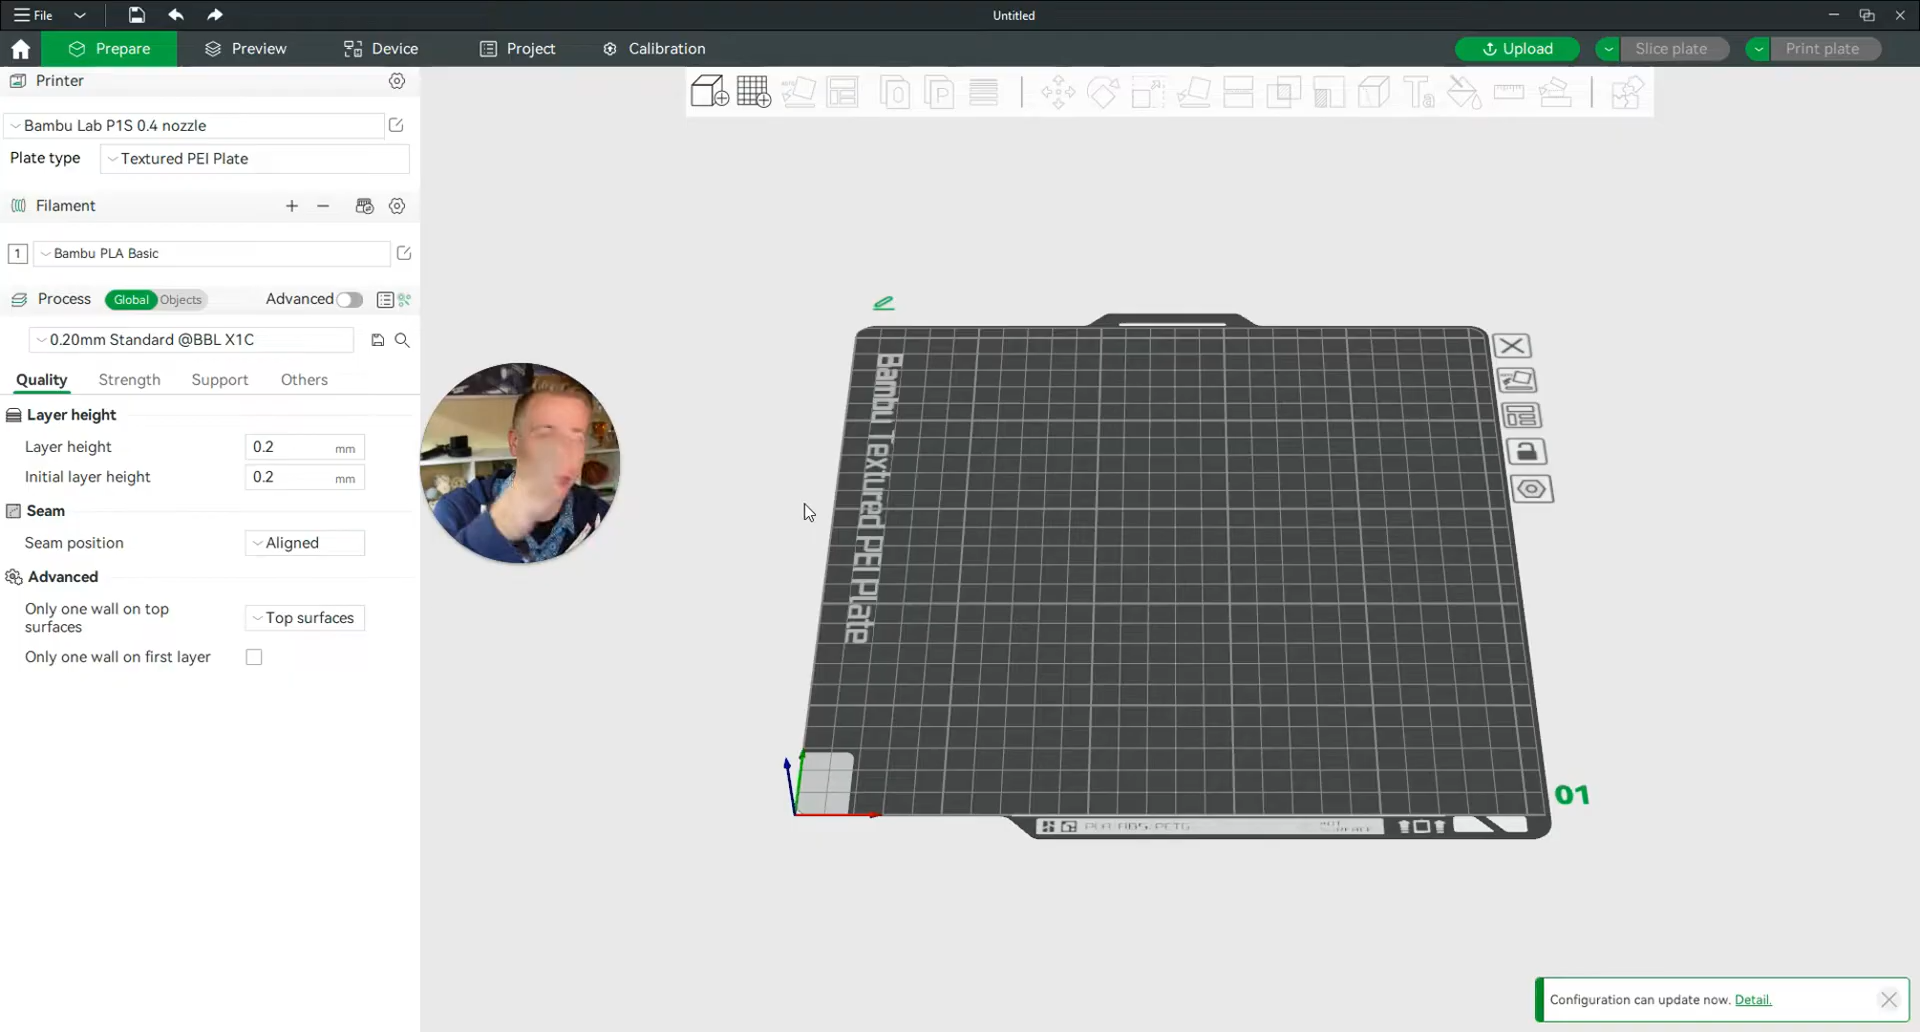 File
Untitled
Prepare
Preview
Device
Project
Calibration
Upload
Slice plate
Print plate
Printer
Bambu Lab P1S 0.4 nozzle
Plate type
Textured PEI Plate
Filament
1
Bambu PLA Basic
Process
Global
Objects
Advanced
0.20mm Standard @BBL X1C
Quality
Strength
Support
Others
Layer height
Layer height
0.2 mm
Initial layer height
0.2 mm
Seam
Seam position
Aligned
Advanced
Only one wall on top
surfaces
Top surfaces
Only one wall on first layer
Bambu Textured PEI Plate
01
PLA/ABS/PETG
Configuration can update now. Detail.